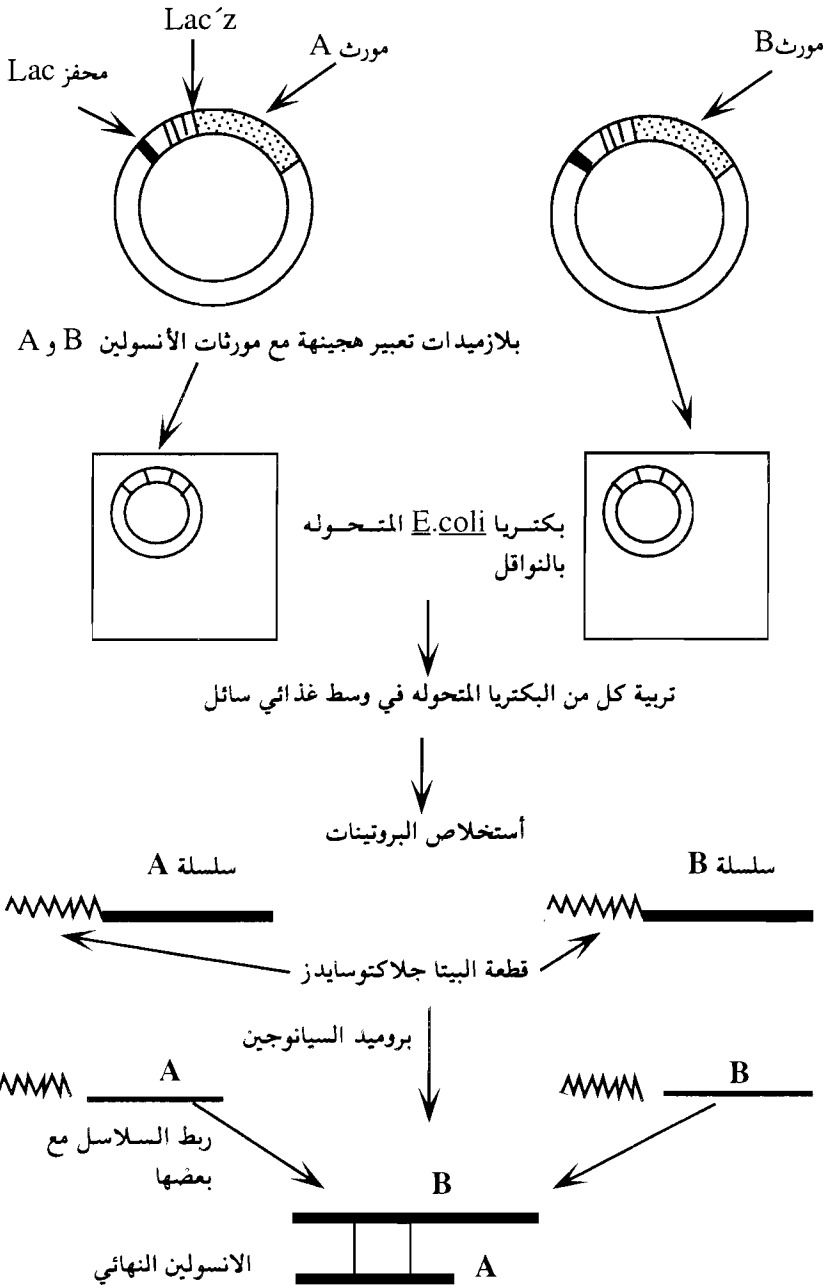 Lac´z
مورث A
مورث B
محفز Lac
بلازميدات تعبير هجينهة مع مورثات الأنسولين B و A
بكتريا E.coli المتحوله
بالنواقل
تربية كل من البكتريا المتحوله في وسط غذائي سائل
أستخلاص البروتينات
سلسلة A
سلسلة B
قطعة البيتا جلاكتوسايدز
بروميد السيانوجين
A
B
ربط السلاسل مع
بعضها
B
الانسولين النهائي
A